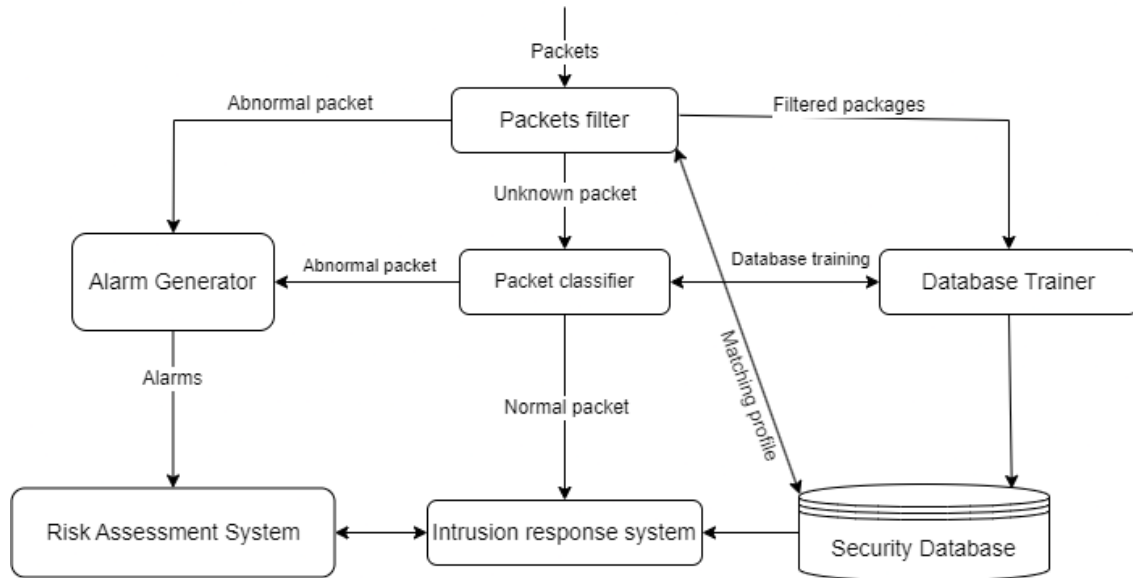 Packets
Abnormal packet
Packets filter
Filtered packages
Unknown packet
Alarm Generator
Abnormal packet
Packet classifier
Database training
Database Trainer
Matching profile
Alarms
Normal packet
Risk Assessment System
Intrusion response system
Security Database